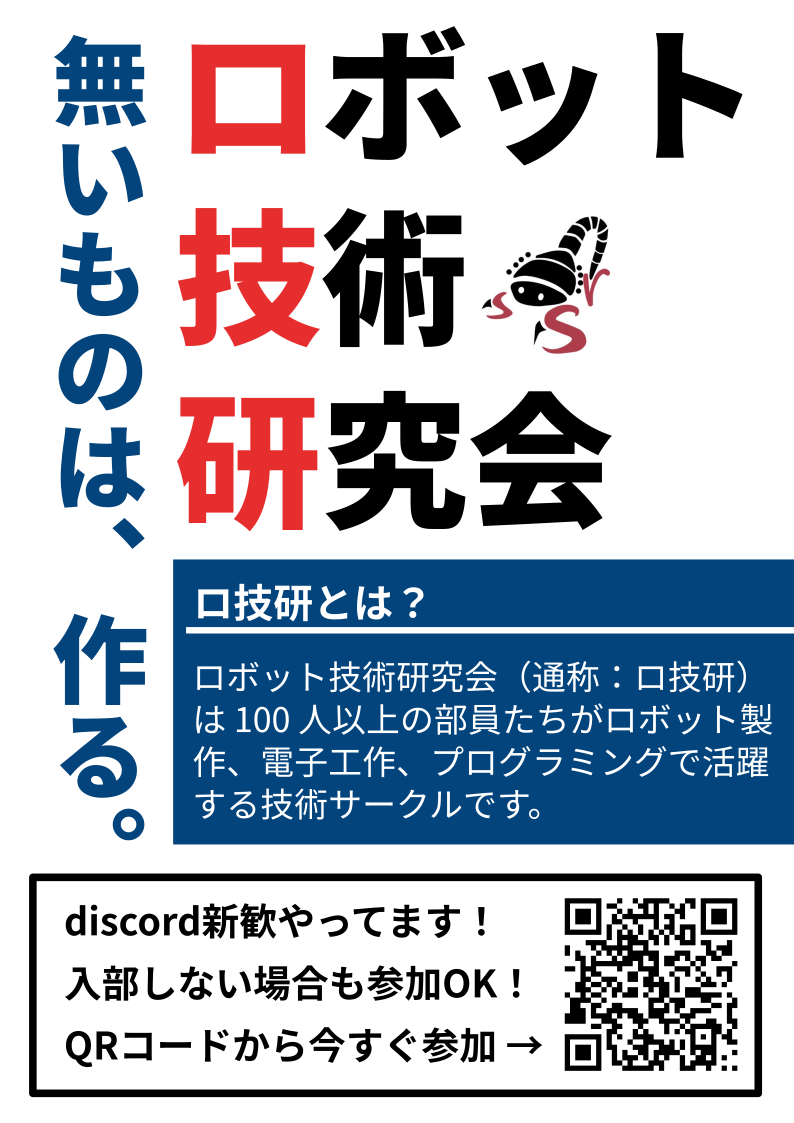 無いものは、作る。
ロボット
技術
SSR
研究会
ロ技研とは？
ロボット技術研究会（通称：ロ技研）
は 100 人以上の部員たちがロボット製
作、電子工作、プログラミングで活躍
する技術サークルです。
discord新歓やってます！
入部しない場合も参加OK！
QRコードから今すぐ参加 →